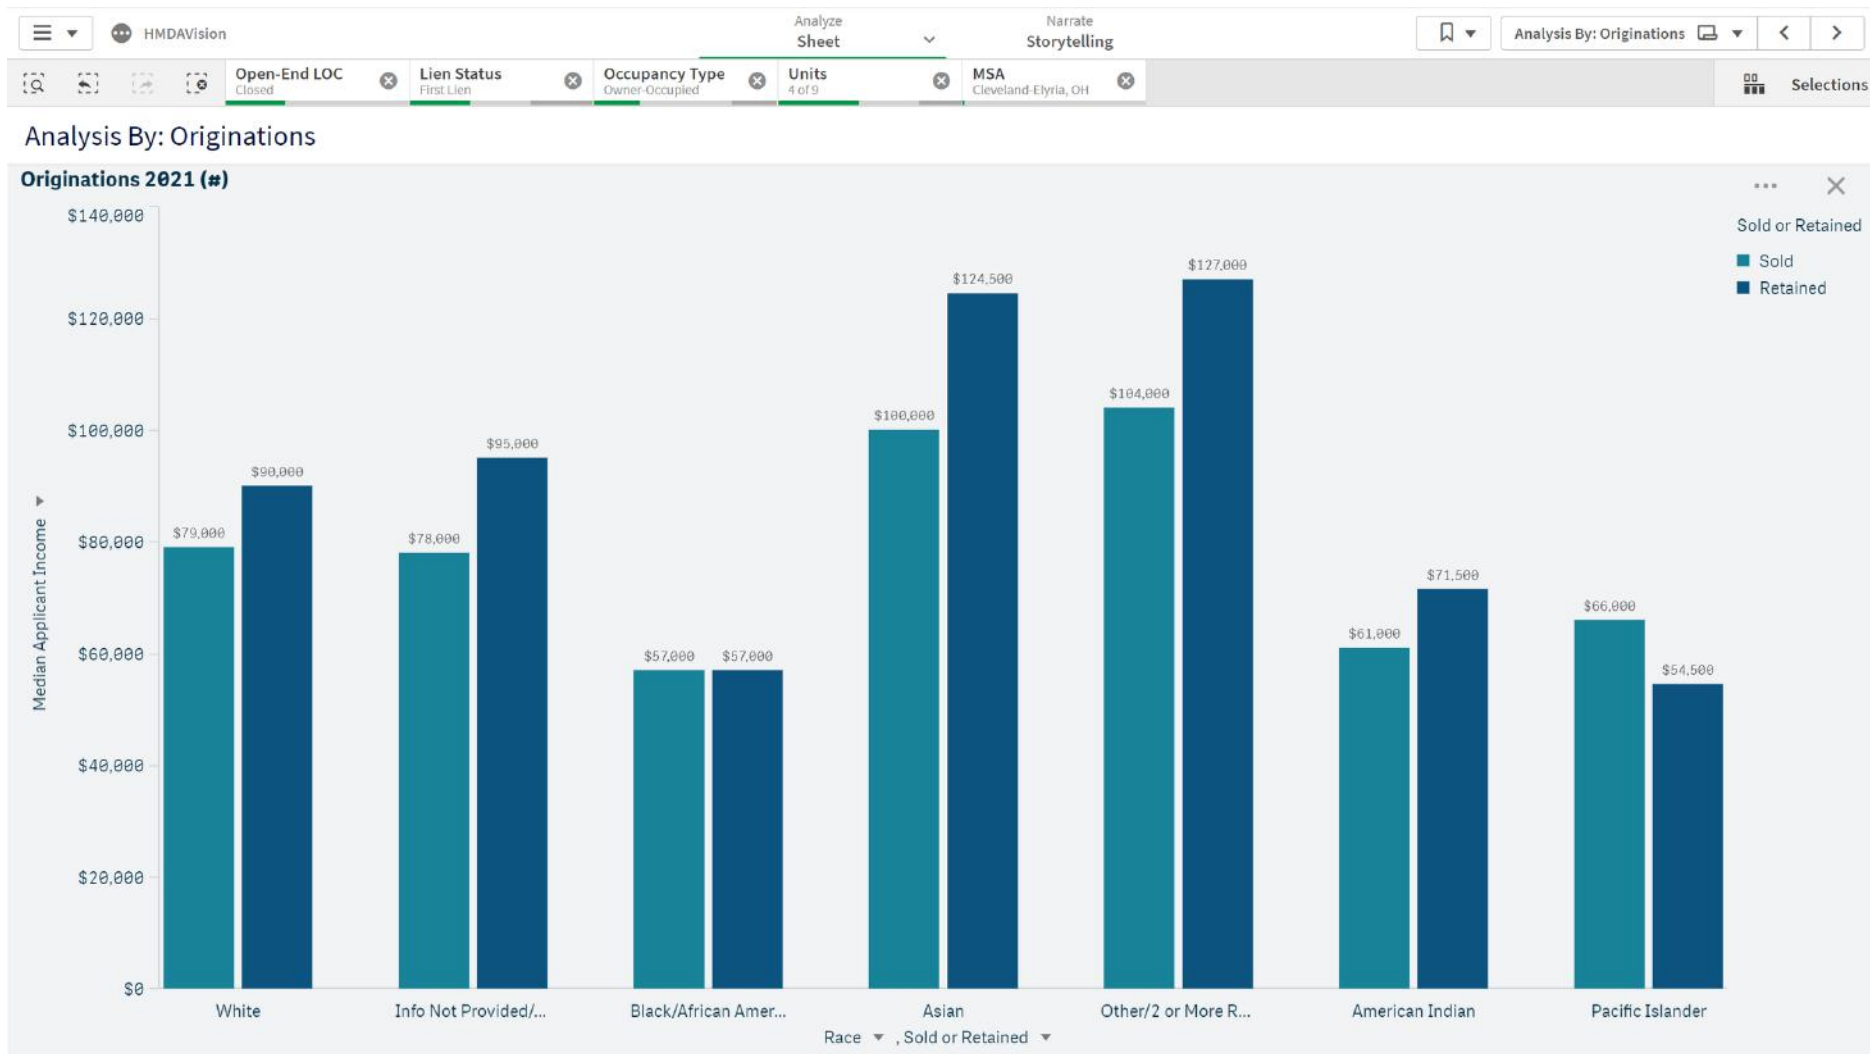 HMDAVision
Analyze
Sheet
Narrate
Storytelling
Analysis By: Originations
Open-End LOC
Closed
Lien Status
First Lien
Occupancy Type
Owner-Occupied
Units
4 of 9
MSA
Cleveland-Elyria, OH
Selections
Analysis By: Originations
Originations 2021 (#)
Sold or Retained
Sold
Retained
Median Applicant Income
$140,000
$120,000
$100,000
$80,000
$60,000
$40,000
$20,000
$0
$79,000
$90,000
$78,000
$95,000
$57,000
$57,000
$100,000
$124,500
$104,000
$127,000
$61,000
$71,500
$66,000
$54,500
White
Info Not Provided/...
Black/African Amer...
Asian
Other/2 or More R...
American Indian
Pacific Islander
Race , Sold or Retained